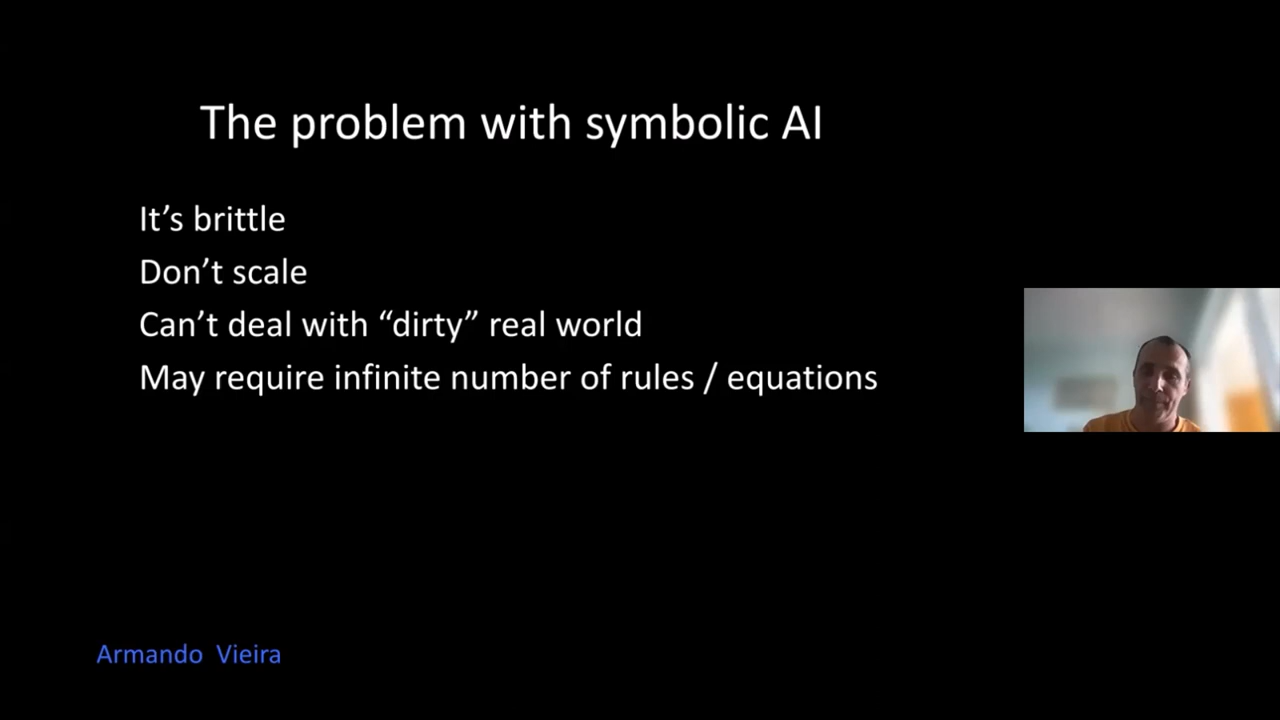 The problem with symbolic AI
It’s brittle
Don’t scale
Can’t deal with “dirty” real world
May require infinite number of rules / equations
Armando Vieira